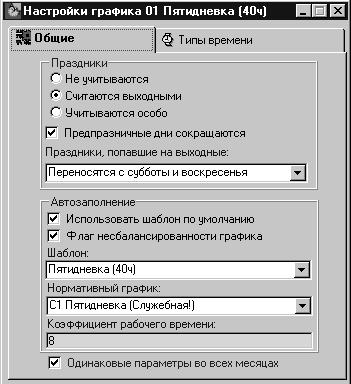 Настройки графика 01 Пятидневка (40ч)
Общие
Типы времени
Праздники
Не учитываются
Считаются выходными
Учитываются особо
Предпразничные дни сокращаются
Праздники, попавшие на выходные:
Переносятся с субботы и воскресенья
Автозаполнение
Использовать шаблон по умолчанию
Флаг несбалансированности графика
Шаблон:
Пятидневка (40ч)
Нормативный график:
С1 Пятидневка (Служебная!)
Коэффициент рабочего времени:
8
Одинаковые параметры во всех месяцах